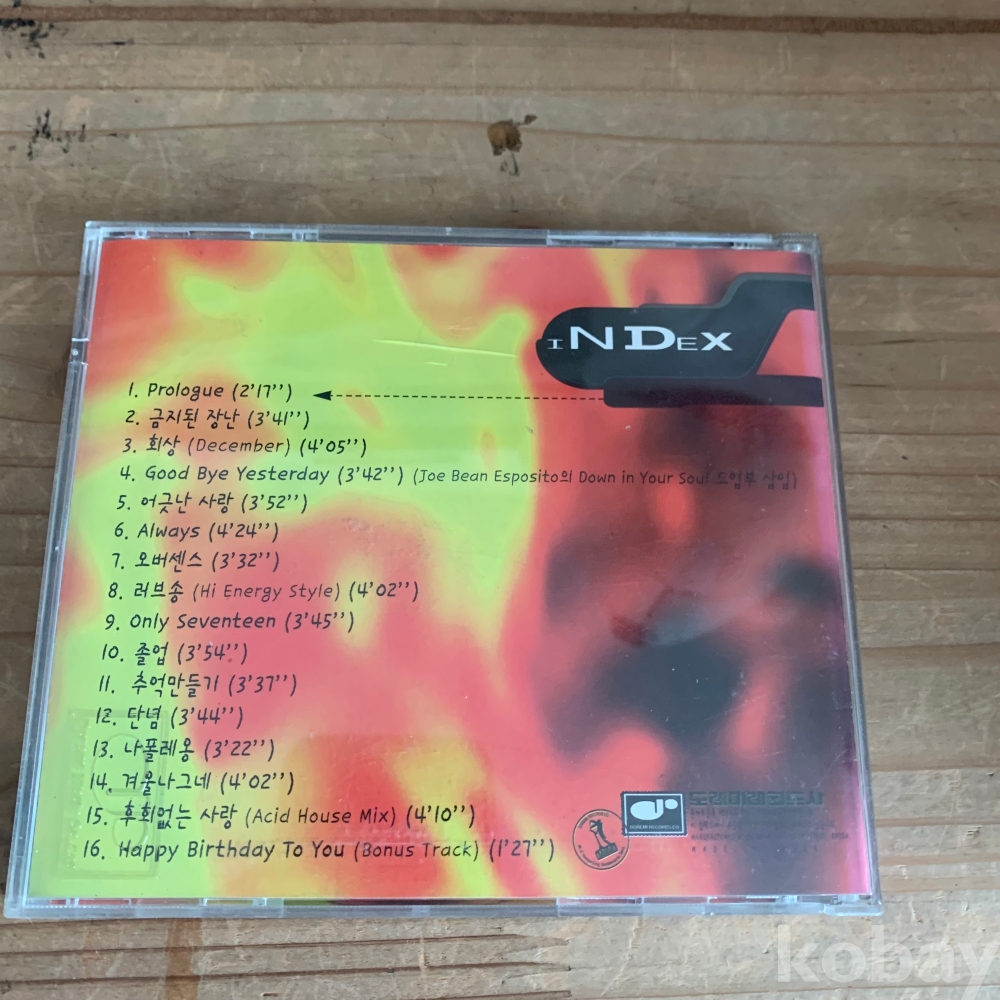 INDEX
1. Prologue (2'17'')
2. 금지된 장난 (3'41'')
3. 회상 (December) (4'05'')
4. Good Bye Yesterday (3'42'') (Joe Bean Esposito의 Down in Your Soul 도입부 삽입)
5. 어긋난 사랑 (3'52'')
6. Always (4'24'')
7. 오버센스 (3'32'')
8. 러브송 (Hi Energy Style) (4'02'')
9. Only Seventeen (3'45'')
10. 졸업 (3'54'')
11. 추억만들기 (3'37'')
12. 단념 (3'44'')
13. 나폴레옹 (3'22'')
14. 겨울나그네 (4'02'')
15. 후회없는 사랑 (Acid House Mix) (4'10'')
16. Happy Birthday To You (Bonus Track) (1'27'')
도레미레코드사
kobay